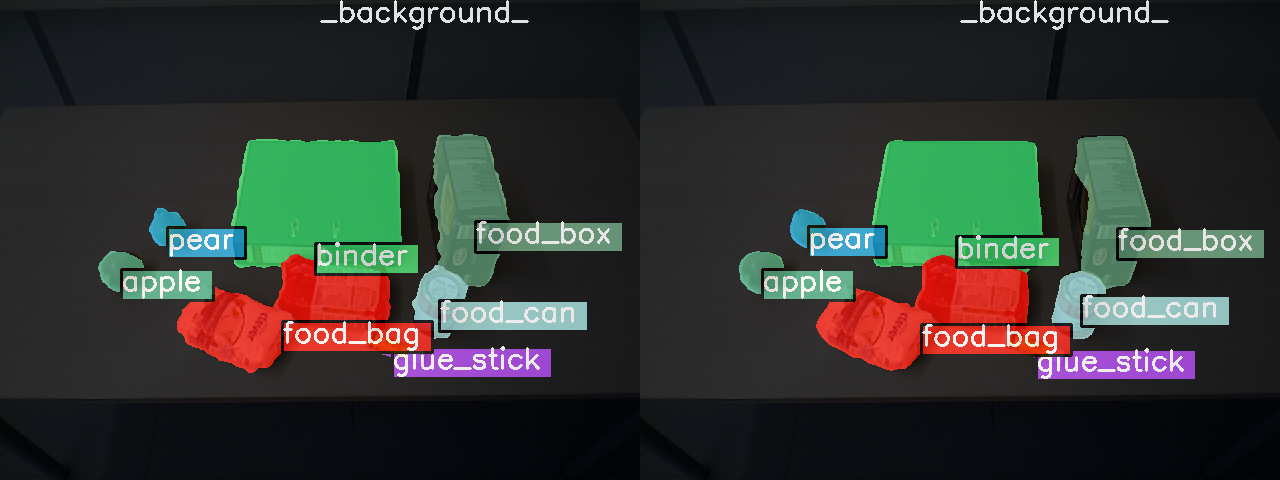 _background_
_background_
food_box
pear
binder
apple
food_can
food_bag
glue_stick
food_box
pear
binder
apple
food_can
food_bag
glue_stick